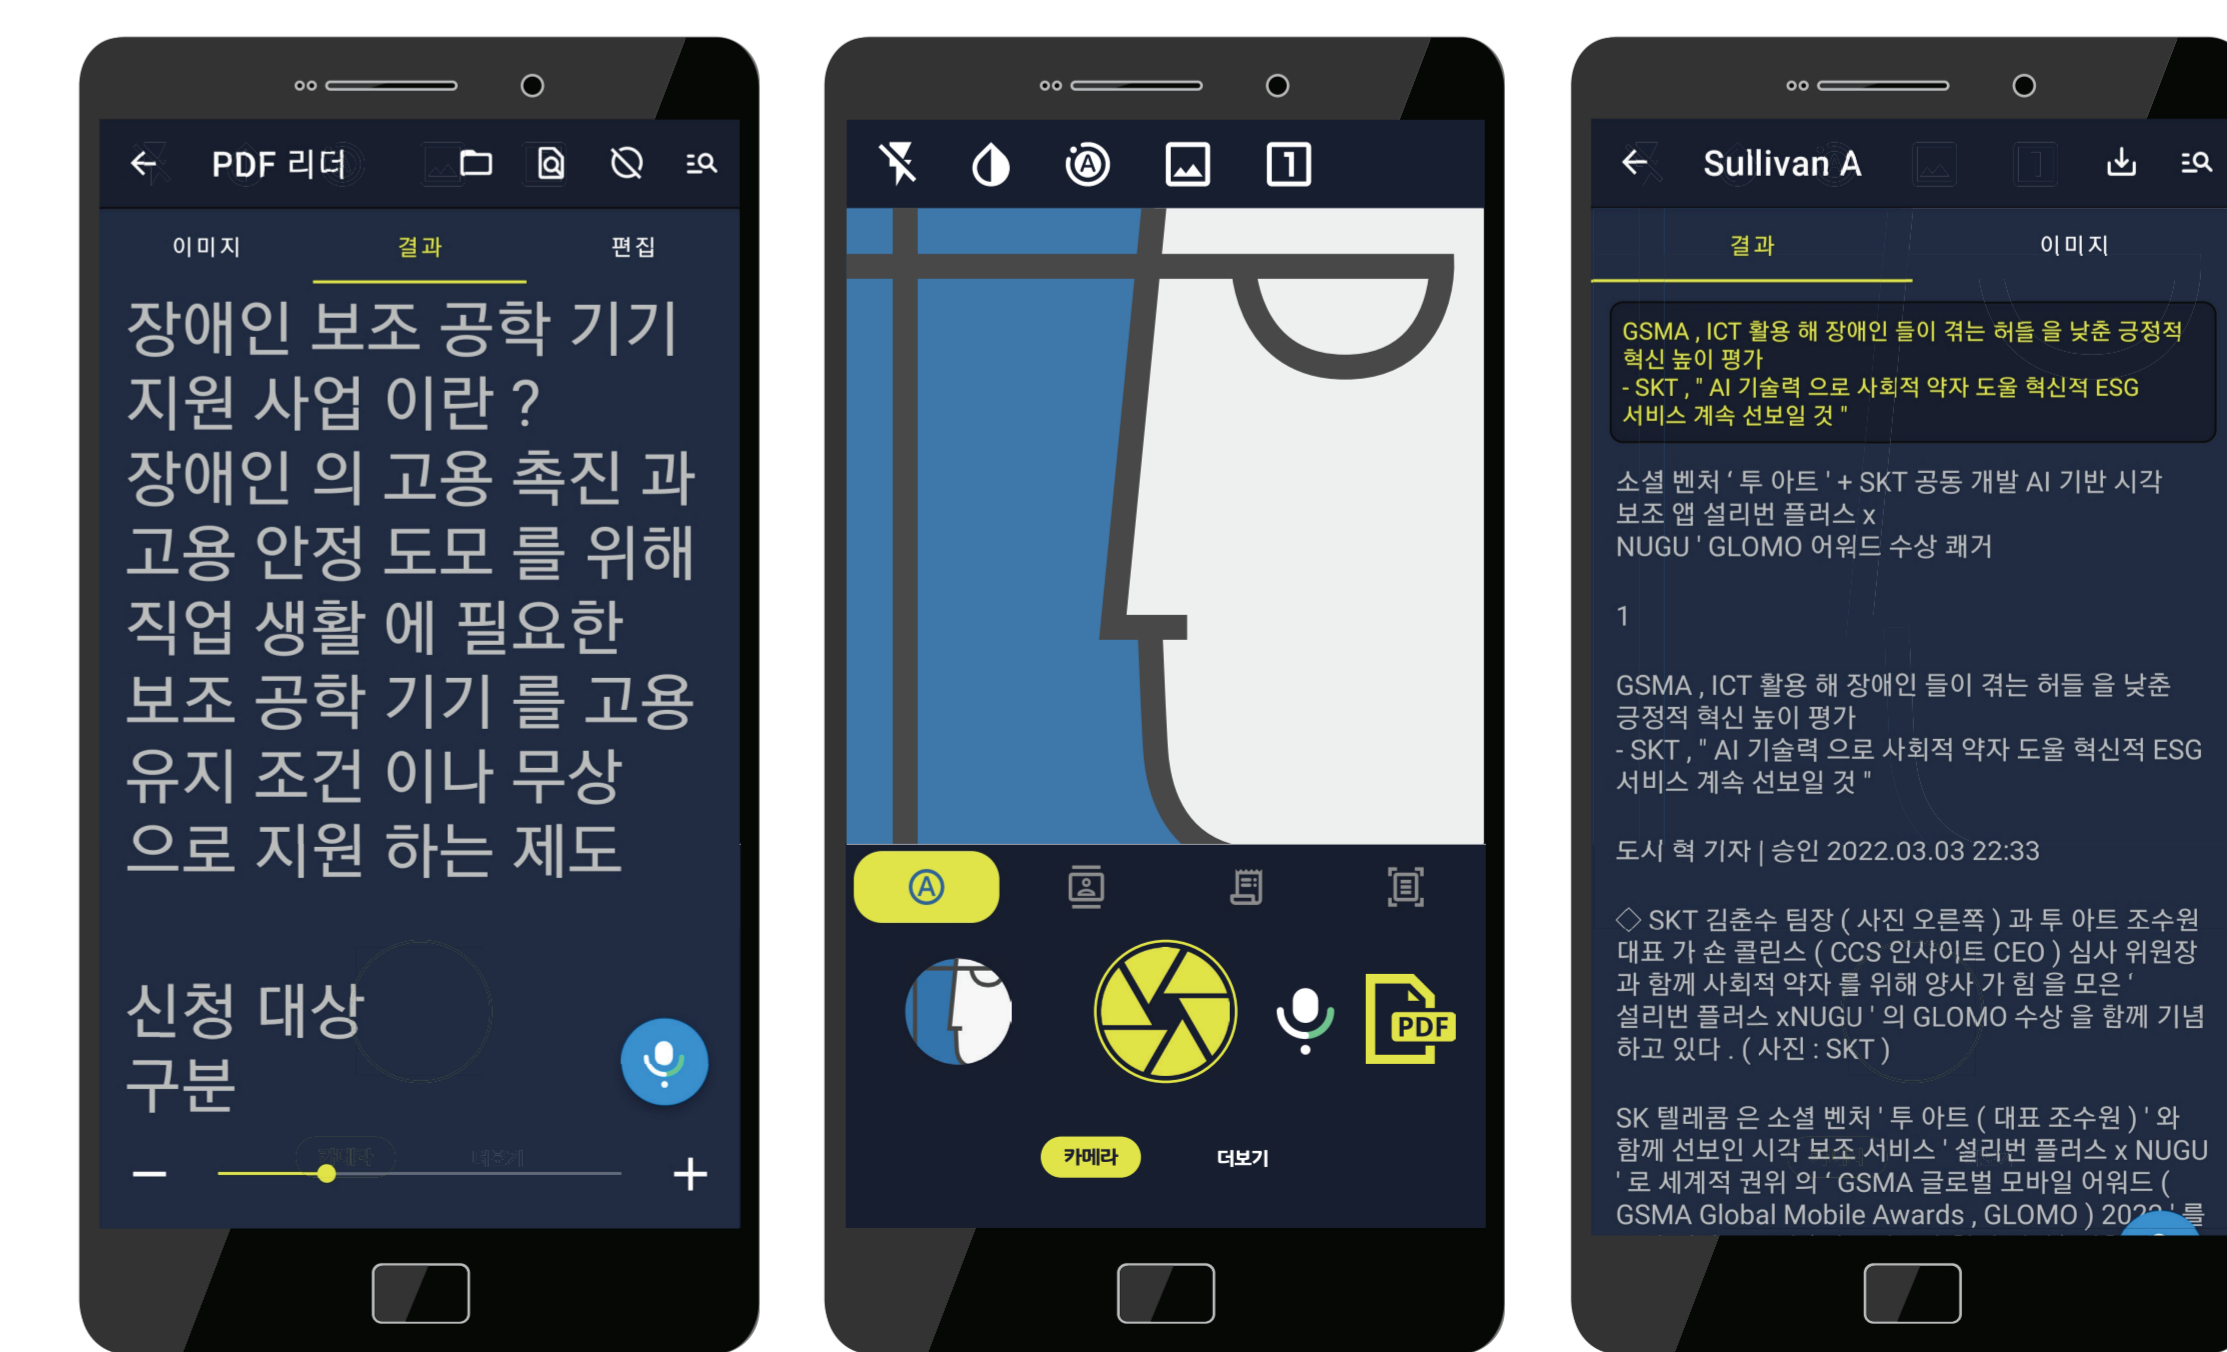 PDF 리더
이미지
결과
편집
장애인 보조 공학 기기
지원 사업 이란 ?
장애인 의 고용 촉진 과
고용 안정 도모 를 위해
직업 생활 에 필요한
보조 공학 기기 를 고용
유지 조건 이나 무상
으로 지원 하는 제도
신청 대상
구분
카메라
더보기
1
A
A
PDF
카메라
더보기
Sullivan A
결과
이미지
GSMA , ICT 활용 해 장애인 들이 겪는 허들 을 낮춘 긍정적
혁신 높이 평가
- SKT , " AI 기술력 으로 사회적 약자 도울 혁신적 ESG
서비스 계속 선보일 것 "
소셜 벤처 ‘ 투 아트 ' + SKT 공동 개발 AI 기반 시각
보조 앱 설리번 플러스 x
NUGU ' GLOMO 어워드 수상 쾌거
1
GSMA , ICT 활용 해 장애인 들이 겪는 허들 을 낮춘
긍정적 혁신 높이 평가
- SKT , " AI 기술력 으로 사회적 약자 도울 혁신적 ESG
서비스 계속 선보일 것 "
도시 혁 기자 | 승인 2022.03.03 22:33
◇ SKT 김춘수 팀장 ( 사진 오른쪽 ) 과 투 아트 조수원
대표 가 숀 콜린스 ( CCS 인사이트 CEO ) 심사 위원장
과 함께 사회적 약자 를 위해 양사 가 힘 을 모은 ‘
설리번 플러스 xNUGU ' 의 GLOMO 수상 을 함께 기념
하고 있다 . ( 사진 : SKT )
SK 텔레콤 은 소셜 벤처 ' 투 아트 ( 대표 조수원 ) ' 와
함께 선보인 시각 보조 서비스 ' 설리번 플러스 x NUGU
' 로 세계적 권위 의 ‘ GSMA 글로벌 모바일 어워드 (
GSMA Global Mobile Awards , GLOMO ) 2022 ' 를